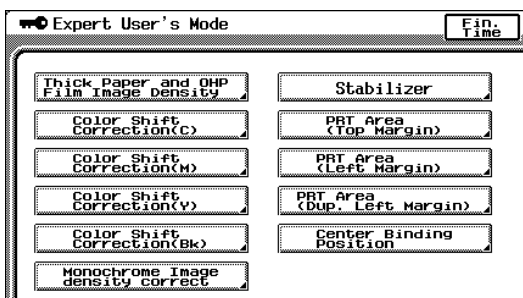 Expert User's Mode
Fin.
Time
Thick Paper and OHP
Film Image Density
Color Shift
Correction(C)
Color Shift
Correction(M)
Color Shift
Correction(Y)
Color Shift
Correction(Bk)
Monochrome Image
density correct
Stabilizer
PRT Area
(Top Margin)
PRT Area
(Left Margin)
PRT Area
(Dup. Left Margin)
Center Binding
Position